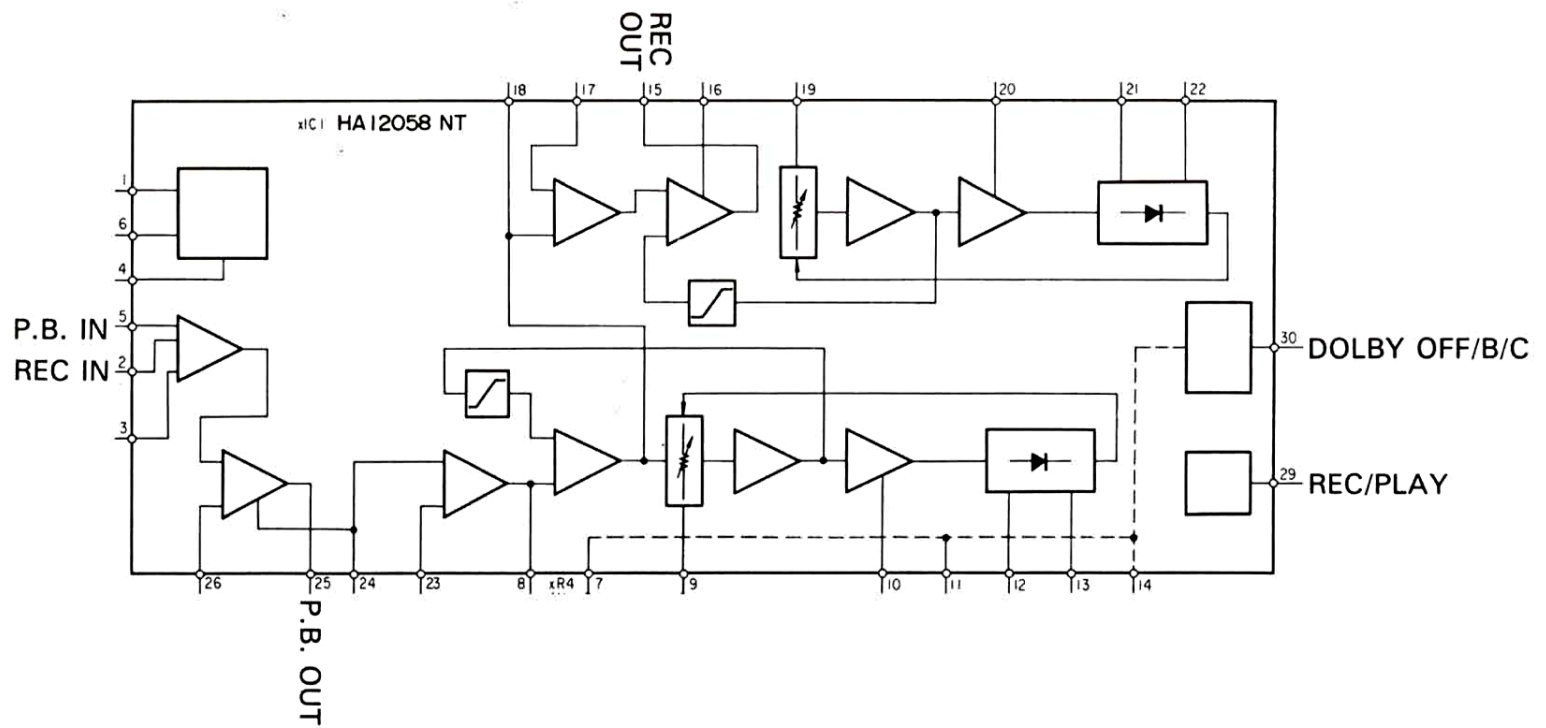 REC
OUT
18 17 15 16 19 20 21 22
xIC1 HA12058 NT
1
6
4
P.B. IN 5
REC IN 2
3
30 DOLBY OFF/B/C
29 REC/PLAY
26 25 24 23 8 xR4 7 9 10 11 12 13 14
P.B. OUT